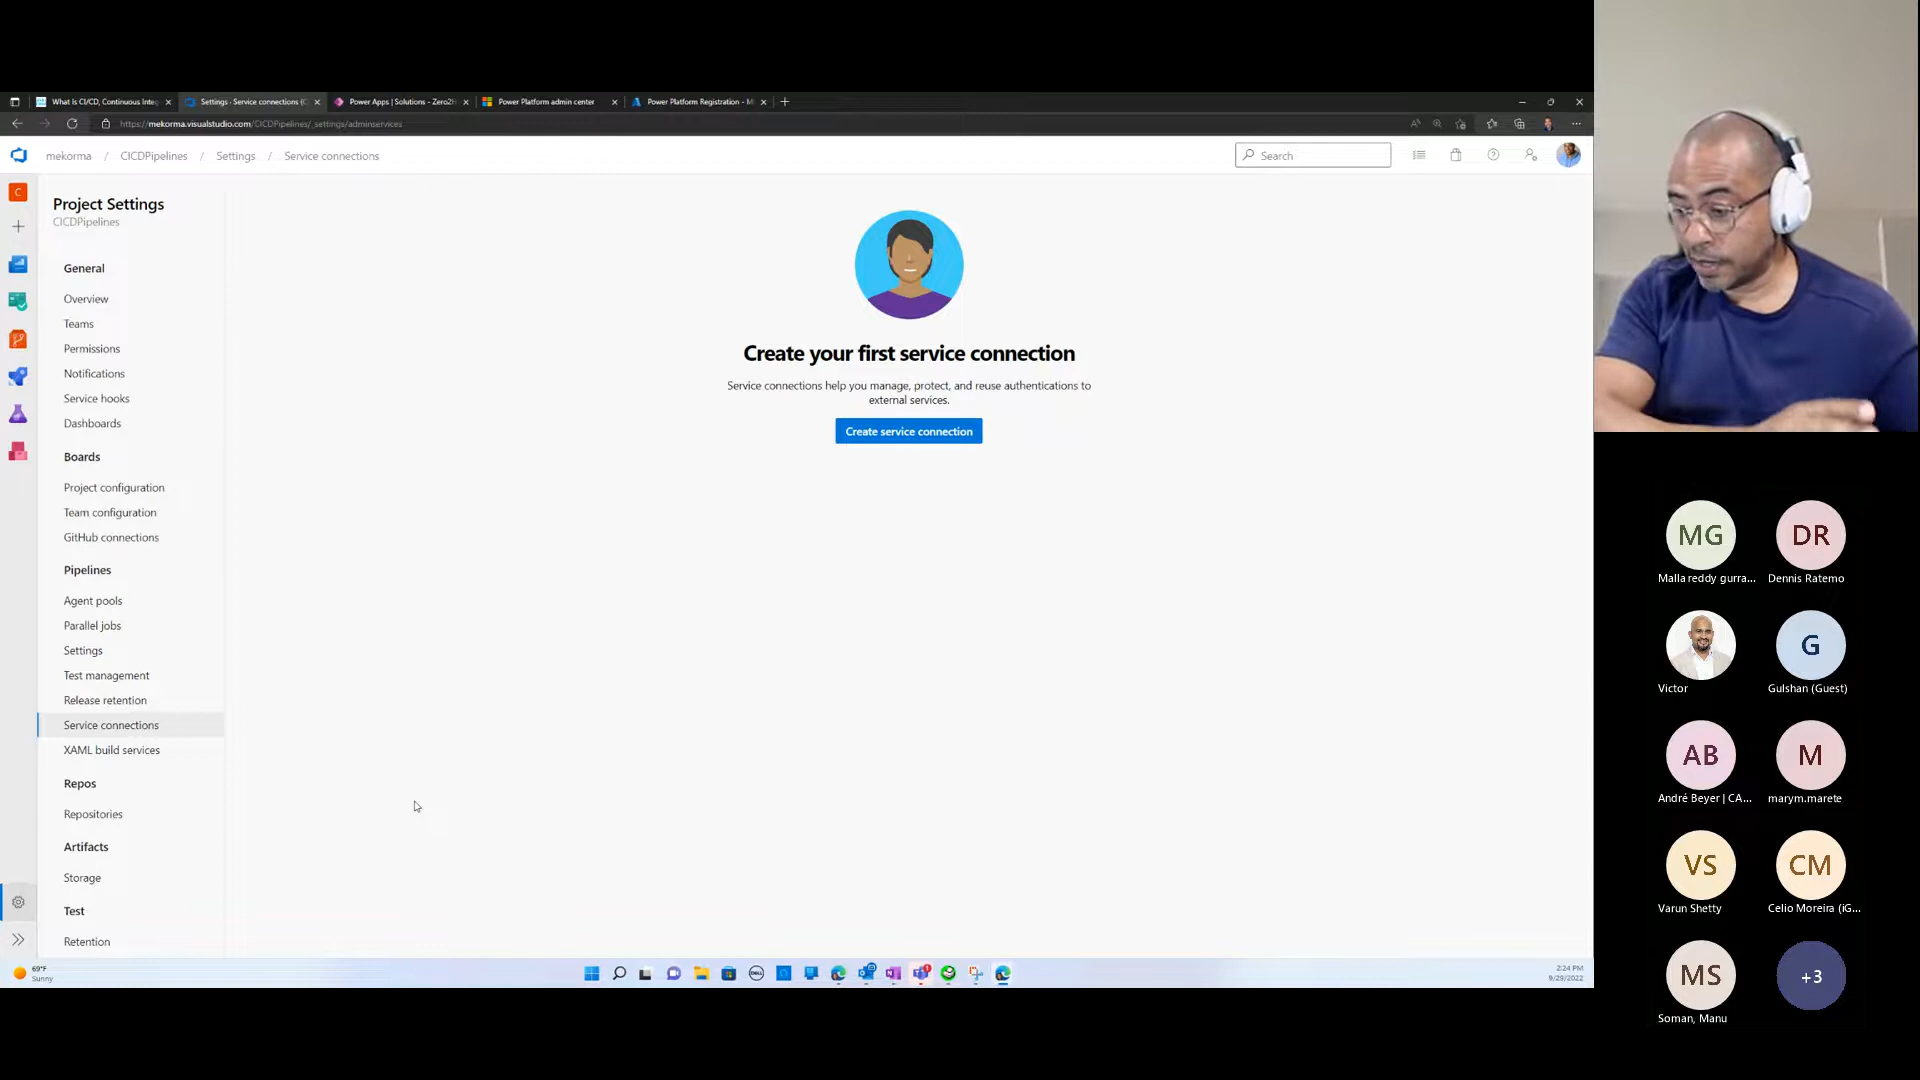 What Is CI/CD, Continuous Inte
Settings - Service connections (C
Power Apps | Solutions - Zero2H
Power Platform admin center
Power Platform Registration - M
https://mekorma.visualstudio.com/CICDPipelines/_settings/adminservices
mekorma / CICDPipelines / Settings / Service connections
Search
C
Project Settings
CICDPipelines
General
Overview
Teams
Permissions
Notifications
Service hooks
Dashboards
Boards
Project configuration
Team configuration
GitHub connections
Pipelines
Agent pools
Parallel jobs
Settings
Test management
Release retention
Service connections
XAML build services
Repos
Repositories
Artifacts
Storage
Test
Retention
Create your first service connection
Service connections help you manage, protect, and reuse authentications to
external services.
Create service connection
69°F
Sunny
DELL
2:24 PM
9/29/2022
MG
Malla reddy gurra...
DR
Dennis Ratemo
Victor
G
Gulshan (Guest)
AB
André Beyer | CA...
M
marym.marete
VS
Varun Shetty
CM
Celio Moreira (iG...
MS
Soman, Manu
+3